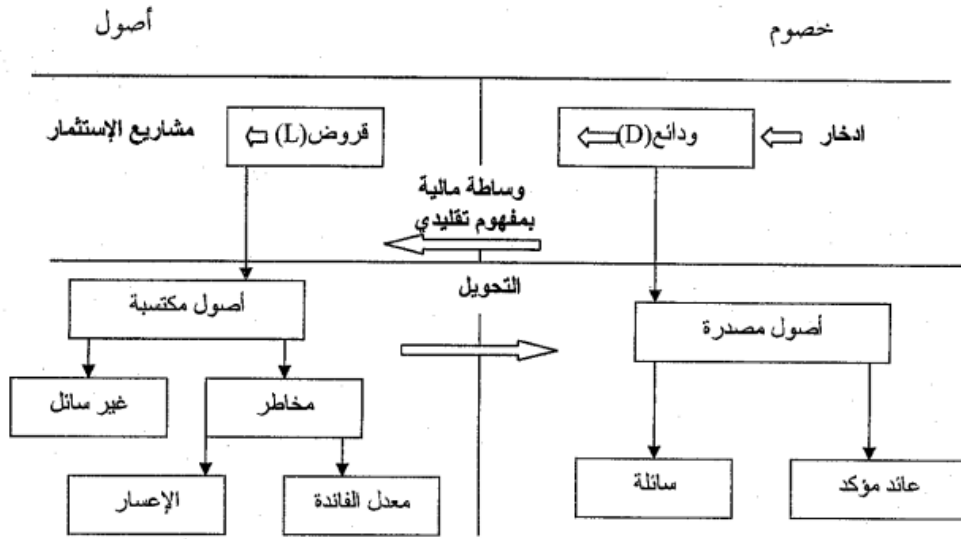 خصوم
أصول
ادخار
ودائع(D)
قروض(L)
مشاريع الإستثمار
وساطة مالية
بمفهوم تقليدي
التحويل
أصول مصدرة
أصول مكتسبة
عائد مؤكد
سائلة
مخاطر
غير سائل
معدل الفائدة
الإعسار